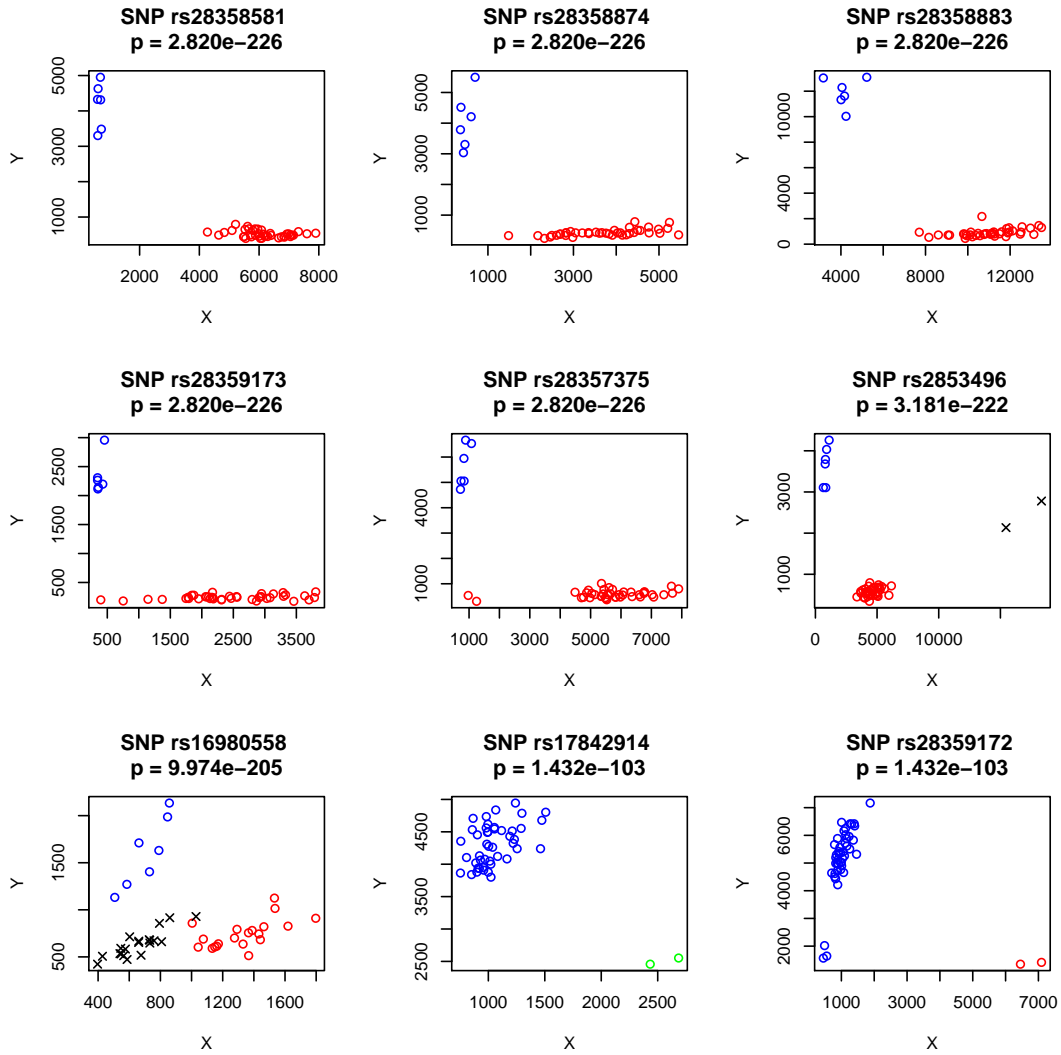 SNP rs28358581
p = 2.820e−226
Y
1000
3000
5000
2000
4000
6000
8000
X
SNP rs28358874
p = 2.820e−226
Y
1000
3000
5000
1000
2000
3000
4000
5000
X
SNP rs28358883
p = 2.820e−226
Y
0
4000
10000
4000
8000
12000
X
SNP rs28359173
p = 2.820e−226
Y
500
1500
2500
500
1500
2500
3500
X
SNP rs28357375
p = 2.820e−226
Y
1000
4000
1000
3000
5000
7000
X
SNP rs2853496
p = 3.181e−222
Y
1000
3000
0
5000
10000
X
SNP rs16980558
p = 9.974e−205
Y
500
1500
400
800
1200
1600
X
SNP rs17842914
p = 1.432e−103
Y
2500
3500
4500
1000
1500
2000
2500
X
SNP rs28359172
p = 1.432e−103
Y
2000
4000
6000
1000
3000
5000
7000
X